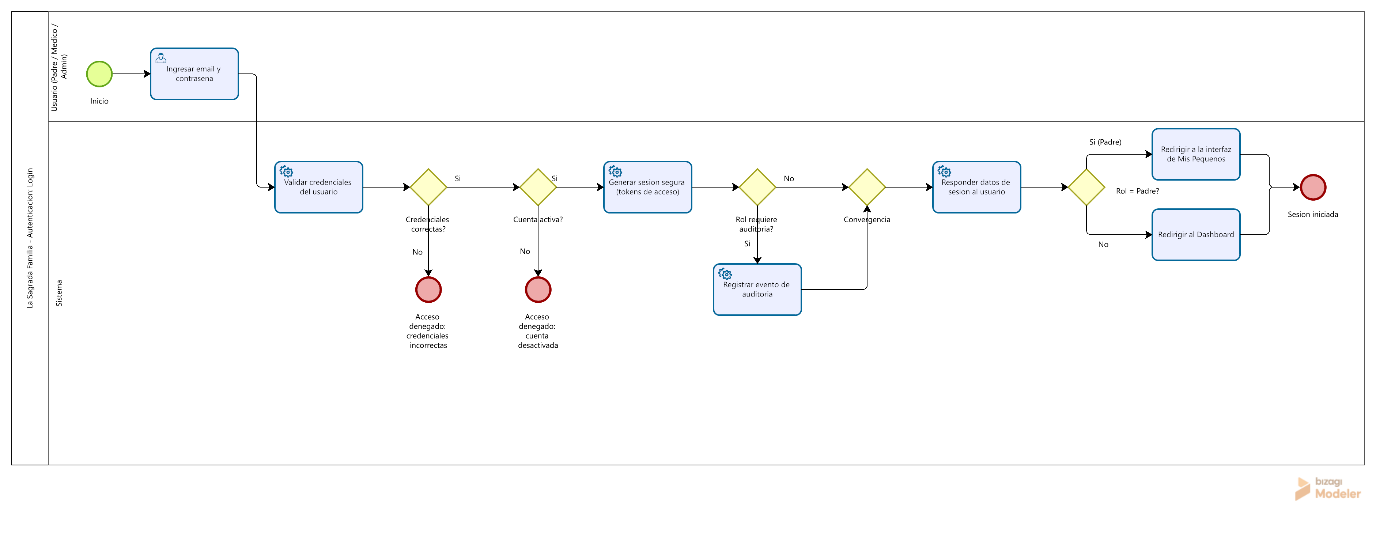 La Sagrada Familia - Autenticacion: Login
Usuario (Padre / Medico /
Admin)
Inicio
Ingresar email y
contrasena
Sistema
Validar credenciales
del usuario
Si
Credenciales
correctas?
No
Acceso
denegado:
credenciales
incorrectas
Si
Cuenta activa?
No
Acceso
denegado:
cuenta
desactivada
Generar sesion segura
(tokens de acceso)
No
Rol requiere
auditoria?
Si
Registrar evento de
auditoria
Convergencia
Responder datos de
sesion al usuario
Si (Padre)
Rol = Padre?
No
Redirigir a la interfaz
de Mis Pequenos
Redirigir al Dashboard
Sesion iniciada
bizagi
Modeler